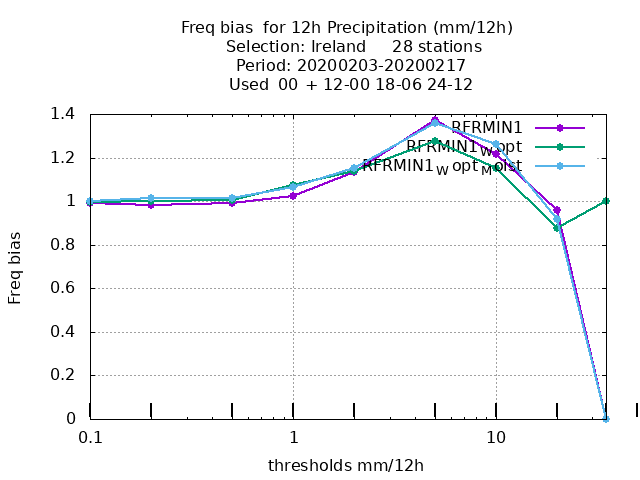 Freq bias  for 12h Precipitation (mm/12h)
Selection: Ireland     28 stations
Period: 20200203-20200217
Used  00 + 12-00 18-06 24-12
1.4
RFRMIN1
RFRMIN1Wopt
1.2
RFRMIN1WoptMoist
1
0.8
Freq bias
0.6
0.4
0.2
0
0.1
1
10
thresholds mm/12h